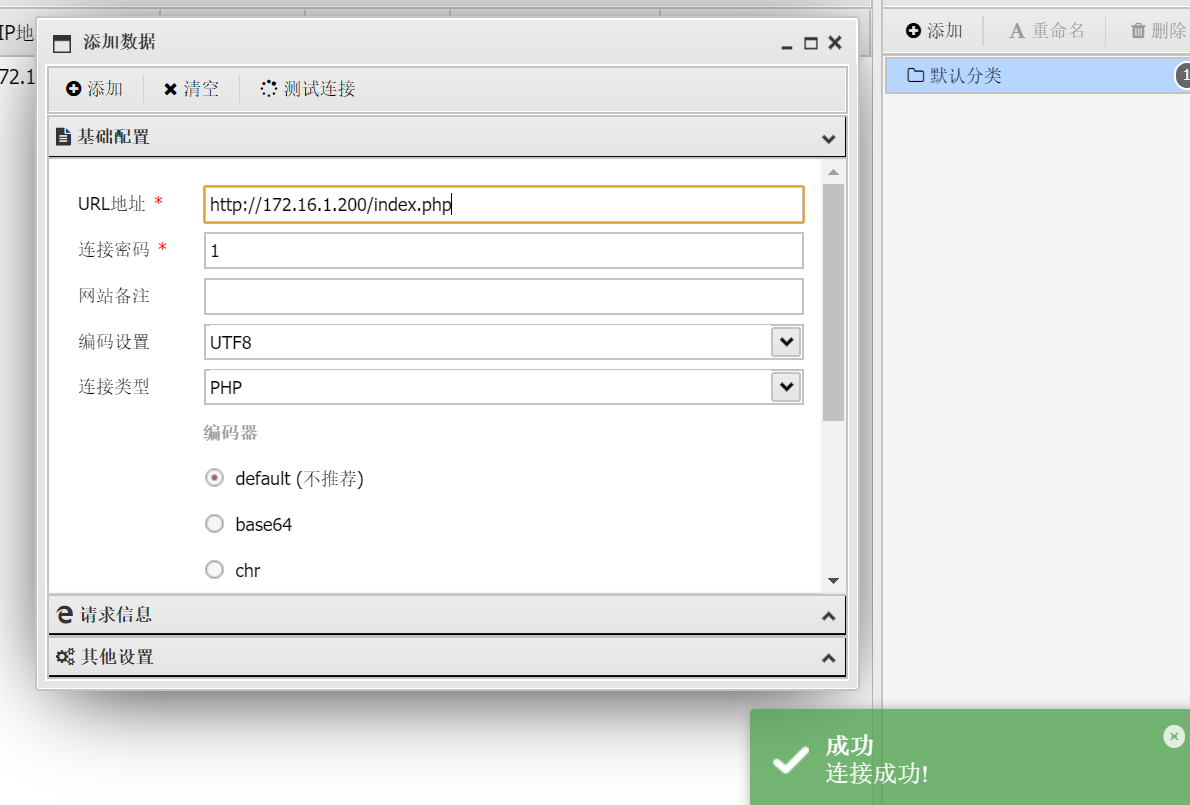 IP地
添加数据
添加
重命名
删除
72.1
默认分类
1
添加
清空
测试连接
基础配置
URL地址 *
http://172.16.1.200/index.php
连接密码 *
1
网站备注
编码设置
UTF8
连接类型
PHP
编码器
default (不推荐)
base64
chr
请求信息
其他设置
成功
连接成功!